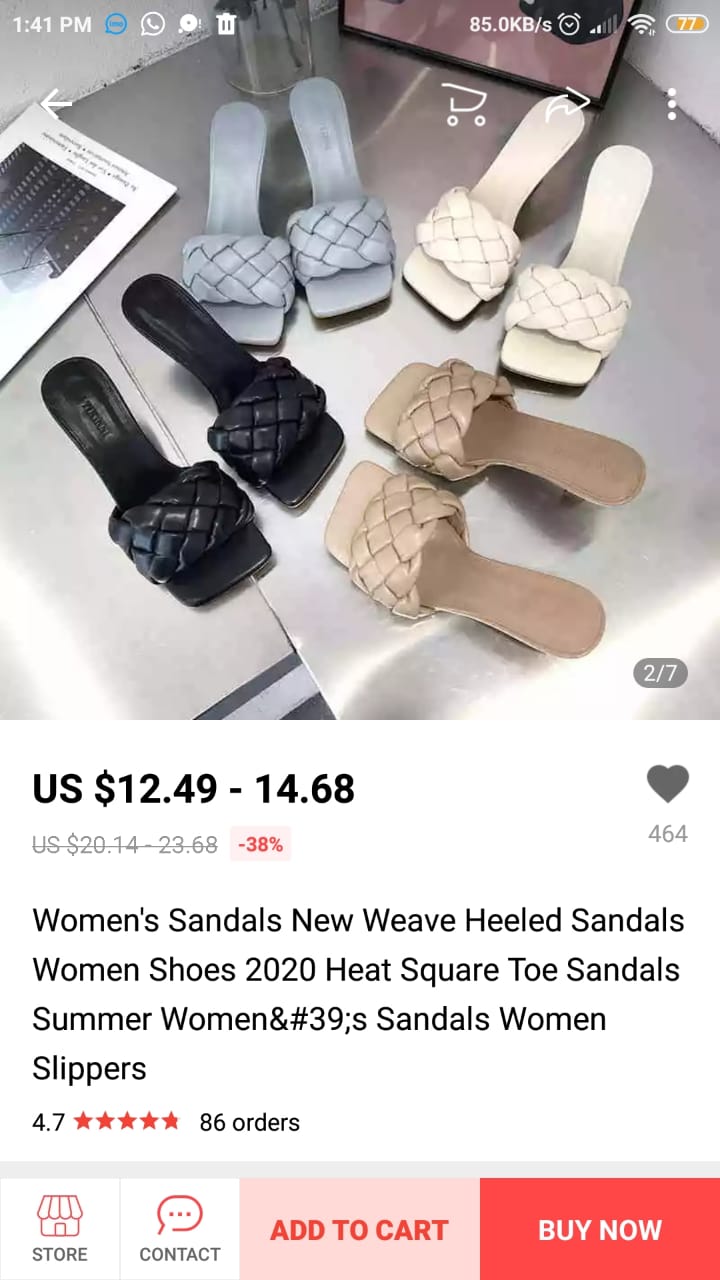 1:41 PM
85.0KB/s
77
2/7
US $12.49 - 14.68
US $20.14 - 23.68 -38%
464
Women's Sandals New Weave Heeled Sandals
Women Shoes 2020 Heat Square Toe Sandals
Summer Women&#39;s Sandals Women
Slippers
4.7 86 orders
STORE
CONTACT
ADD TO CART
BUY NOW